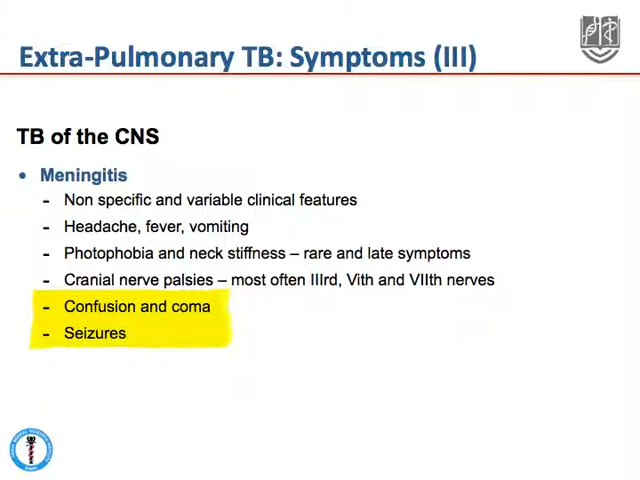 Extra-Pulmonary TB: Symptoms (III)
TB of the CNS
• Meningitis
- Non specific and variable clinical features
- Headache, fever, vomiting
- Photophobia and neck stiffness – rare and late symptoms
- Cranial nerve palsies – most often IIIrd, Vith and VIIth nerves
- Confusion and coma
- Seizures